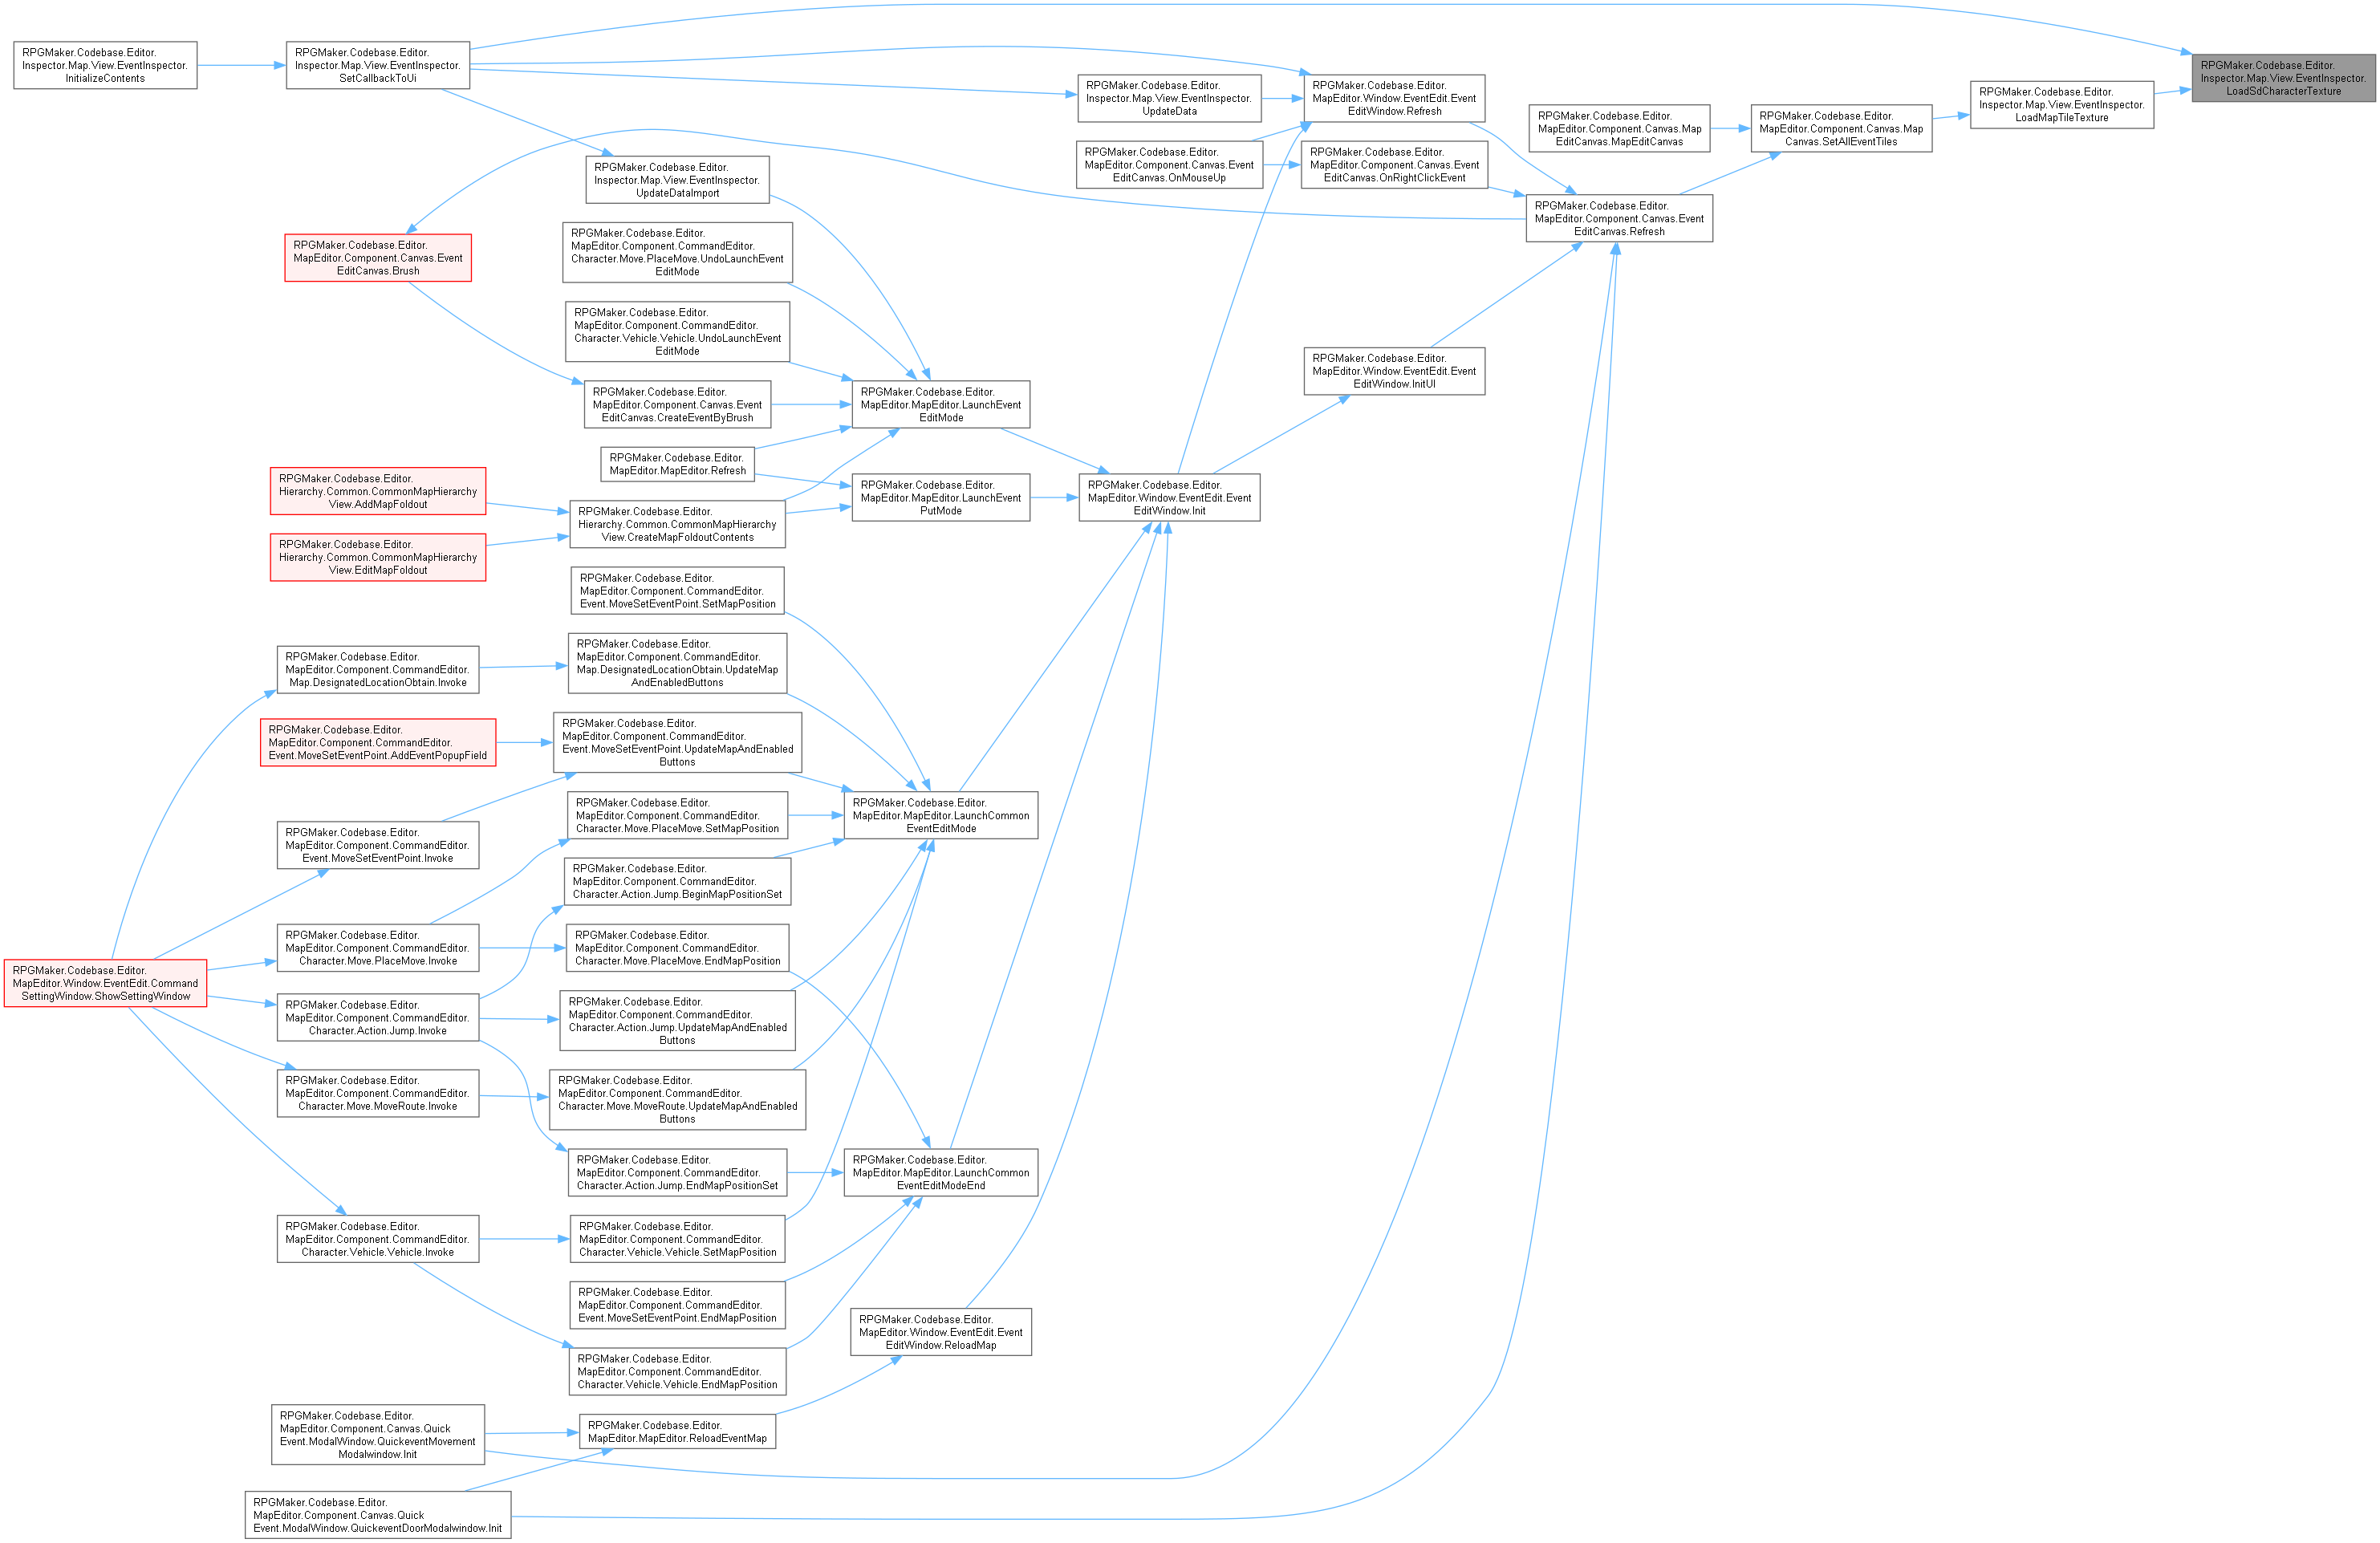 RPGMaker.Codebase.Editor.
Inspector.Map.View.EventInspector.
InitializeContents
RPGMaker.Codebase.Editor.
Inspector.Map.View.EventInspector.
SetCallbackToUi
RPGMaker.Codebase.Editor.
MapEditor.Component.Canvas.Event
EditCanvas.Brush
RPGMaker.Codebase.Editor.
Hierarchy.Common.CommonMapHierarchy
View.AddMapFoldout
RPGMaker.Codebase.Editor.
Hierarchy.Common.CommonMapHierarchy
View.EditMapFoldout
RPGMaker.Codebase.Editor.
MapEditor.Component.CommandEditor.
Map.DesignatedLocationObtain.Invoke
RPGMaker.Codebase.Editor.
MapEditor.Component.CommandEditor.
Event.MoveSetEventPoint.AddEventPopupField
RPGMaker.Codebase.Editor.
MapEditor.Component.CommandEditor.
Event.MoveSetEventPoint.Invoke
RPGMaker.Codebase.Editor.
MapEditor.Component.CommandEditor.
Character.Move.PlaceMove.Invoke
RPGMaker.Codebase.Editor.
MapEditor.Window.EventEdit.Command
SettingWindow.ShowSettingWindow
RPGMaker.Codebase.Editor.
MapEditor.Component.CommandEditor.
Character.Action.Jump.Invoke
RPGMaker.Codebase.Editor.
MapEditor.Component.CommandEditor.
Character.Move.MoveRoute.Invoke
RPGMaker.Codebase.Editor.
MapEditor.Component.CommandEditor.
Character.Vehicle.Vehicle.Invoke
RPGMaker.Codebase.Editor.
MapEditor.Component.Canvas.Quick
Event.ModalWindow.QuickeventMovement
Modalwindow.Init
RPGMaker.Codebase.Editor.
MapEditor.Component.Canvas.Quick
Event.ModalWindow.QuickeventDoorModalwindow.Init
RPGMaker.Codebase.Editor.
Inspector.Map.View.EventInspector.
UpdateDataImport
RPGMaker.Codebase.Editor.
MapEditor.Component.CommandEditor.
Character.Move.PlaceMove.UndoLaunchEvent
EditMode
RPGMaker.Codebase.Editor.
MapEditor.Component.CommandEditor.
Character.Vehicle.Vehicle.UndoLaunchEvent
EditMode
RPGMaker.Codebase.Editor.
MapEditor.Component.Canvas.Event
EditCanvas.CreateEventByBrush
RPGMaker.Codebase.Editor.
MapEditor.MapEditor.Refresh
RPGMaker.Codebase.Editor.
Hierarchy.Common.CommonMapHierarchy
View.CreateMapFoldoutContents
RPGMaker.Codebase.Editor.
MapEditor.Component.CommandEditor.
Event.MoveSetEventPoint.SetMapPosition
RPGMaker.Codebase.Editor.
MapEditor.Component.CommandEditor.
Map.DesignatedLocationObtain.UpdateMap
AndEnabledButtons
RPGMaker.Codebase.Editor.
MapEditor.Component.CommandEditor.
Event.MoveSetEventPoint.UpdateMapAndEnabled
Buttons
RPGMaker.Codebase.Editor.
MapEditor.Component.CommandEditor.
Character.Move.PlaceMove.SetMapPosition
RPGMaker.Codebase.Editor.
MapEditor.Component.CommandEditor.
Character.Action.Jump.BeginMapPositionSet
RPGMaker.Codebase.Editor.
MapEditor.Component.CommandEditor.
Character.Move.PlaceMove.EndMapPosition
RPGMaker.Codebase.Editor.
MapEditor.Component.CommandEditor.
Character.Action.Jump.UpdateMapAndEnabled
Buttons
RPGMaker.Codebase.Editor.
MapEditor.Component.CommandEditor.
Character.Move.MoveRoute.UpdateMapAndEnabled
Buttons
RPGMaker.Codebase.Editor.
MapEditor.Component.CommandEditor.
Character.Action.Jump.EndMapPositionSet
RPGMaker.Codebase.Editor.
MapEditor.Component.CommandEditor.
Character.Vehicle.Vehicle.SetMapPosition
RPGMaker.Codebase.Editor.
MapEditor.Component.CommandEditor.
Event.MoveSetEventPoint.EndMapPosition
RPGMaker.Codebase.Editor.
MapEditor.Component.CommandEditor.
Character.Vehicle.Vehicle.EndMapPosition
RPGMaker.Codebase.Editor.
MapEditor.MapEditor.ReloadEventMap
RPGMaker.Codebase.Editor.
MapEditor.MapEditor.LaunchEvent
EditMode
RPGMaker.Codebase.Editor.
MapEditor.MapEditor.LaunchEvent
PutMode
RPGMaker.Codebase.Editor.
MapEditor.MapEditor.LaunchCommon
EventEditMode
RPGMaker.Codebase.Editor.
MapEditor.MapEditor.LaunchCommon
EventEditModeEnd
RPGMaker.Codebase.Editor.
MapEditor.Window.EventEdit.Event
EditWindow.ReloadMap
RPGMaker.Codebase.Editor.
Inspector.Map.View.EventInspector.
UpdateData
RPGMaker.Codebase.Editor.
MapEditor.Component.Canvas.Event
EditCanvas.OnMouseUp
RPGMaker.Codebase.Editor.
MapEditor.Window.EventEdit.Event
EditWindow.Init
RPGMaker.Codebase.Editor.
MapEditor.Window.EventEdit.Event
EditWindow.Refresh
RPGMaker.Codebase.Editor.
MapEditor.Component.Canvas.Event
EditCanvas.OnRightClickEvent
RPGMaker.Codebase.Editor.
MapEditor.Window.EventEdit.Event
EditWindow.InitUI
RPGMaker.Codebase.Editor.
MapEditor.Component.Canvas.Map
EditCanvas.MapEditCanvas
RPGMaker.Codebase.Editor.
MapEditor.Component.Canvas.Event
EditCanvas.Refresh
RPGMaker.Codebase.Editor.
MapEditor.Component.Canvas.Map
Canvas.SetAllEventTiles
RPGMaker.Codebase.Editor.
Inspector.Map.View.EventInspector.
LoadMapTileTexture
RPGMaker.Codebase.Editor.
Inspector.Map.View.EventInspector.
LoadSdCharacterTexture